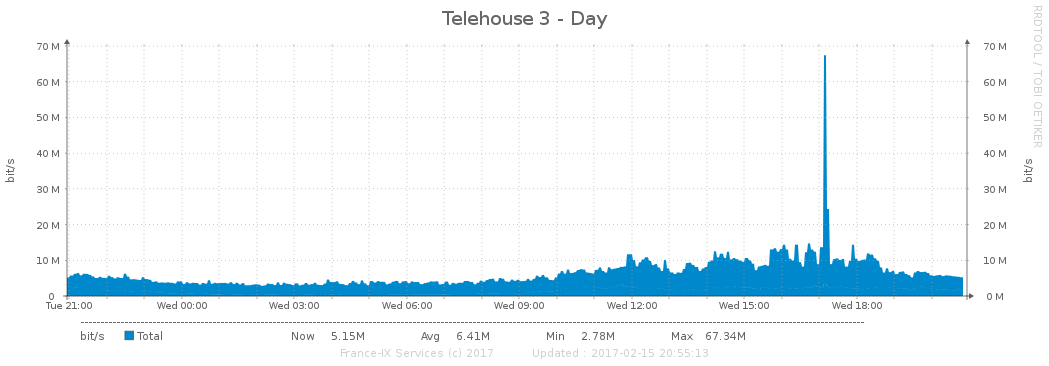 Telehouse 3 - Day
RRDTOOL / TOBI OETIKER
70 M 70 M
60 M 60 M
50 M 50 M
40 M 40 M
30 M 30 M
20 M 20 M
10 M 10 M
0 0 M
bit/s bit/s
Tue 21:00 Wed 00:00 Wed 03:00 Wed 06:00 Wed 09:00 Wed 12:00 Wed 15:00 Wed 18:00
bit/s Total Now 5.15M Avg 6.41M Min 2.78M Max 67.34M
France-IX Services (c) 2017 Updated : 2017-02-15 20:55:13